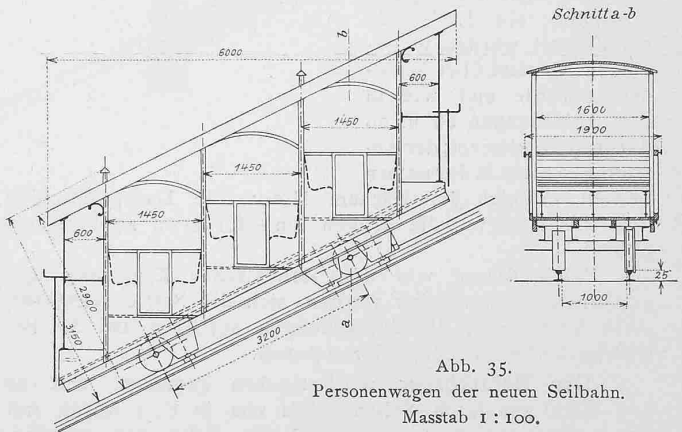 Schnitt a-b
6000
b
600
1450
1450
1450
600
2900
3150
3200
a
1600
1900
25
1000
Abb. 35.
Personenwagen der neuen Seilbahn.
Masstab 1 : 100.